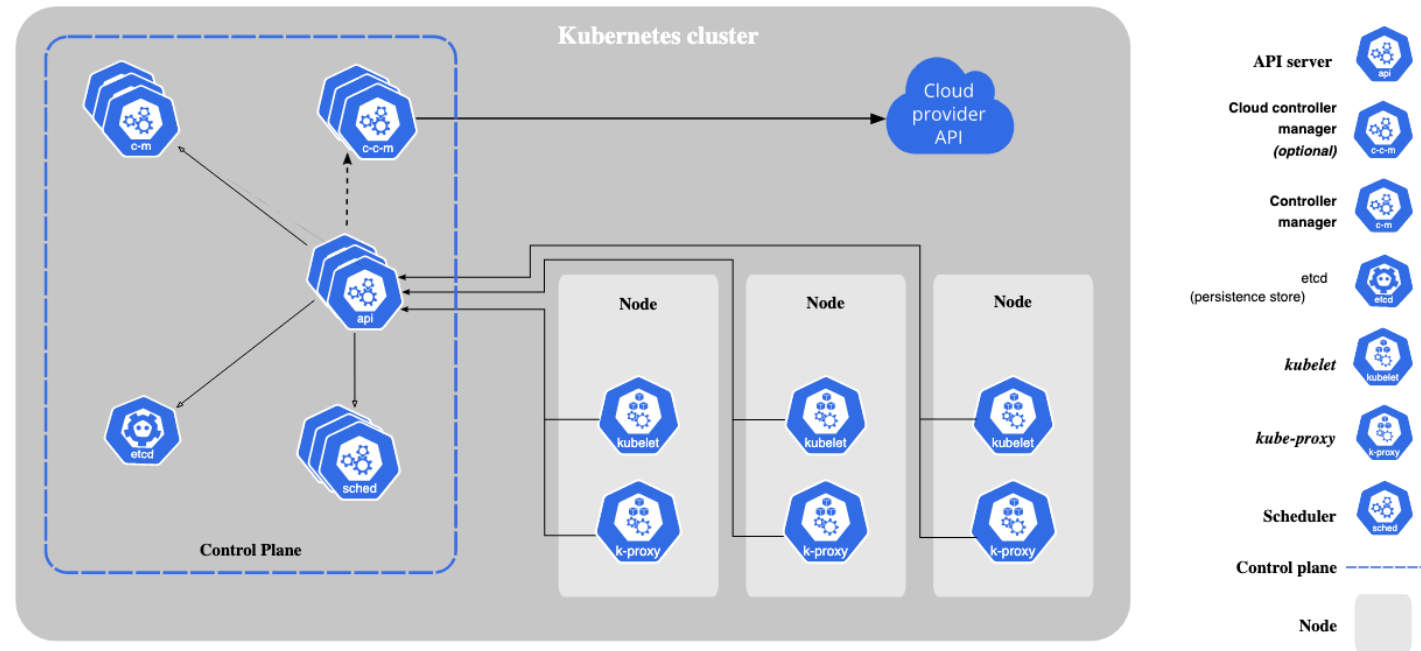 Kubernetes cluster
c-m
c-c-m
Cloud
provider
API
api
etcd
sched
Control Plane
Node
kubelet
k-proxy
Node
kubelet
k-proxy
Node
kubelet
k-proxy
API server
api
Cloud controller
manager
(optional)
c-c-m
Controller
manager
c-m
etcd
(persistence store)
etcd
kubelet
kubelet
kube-proxy
k-proxy
Scheduler
sched
Control plane
Node